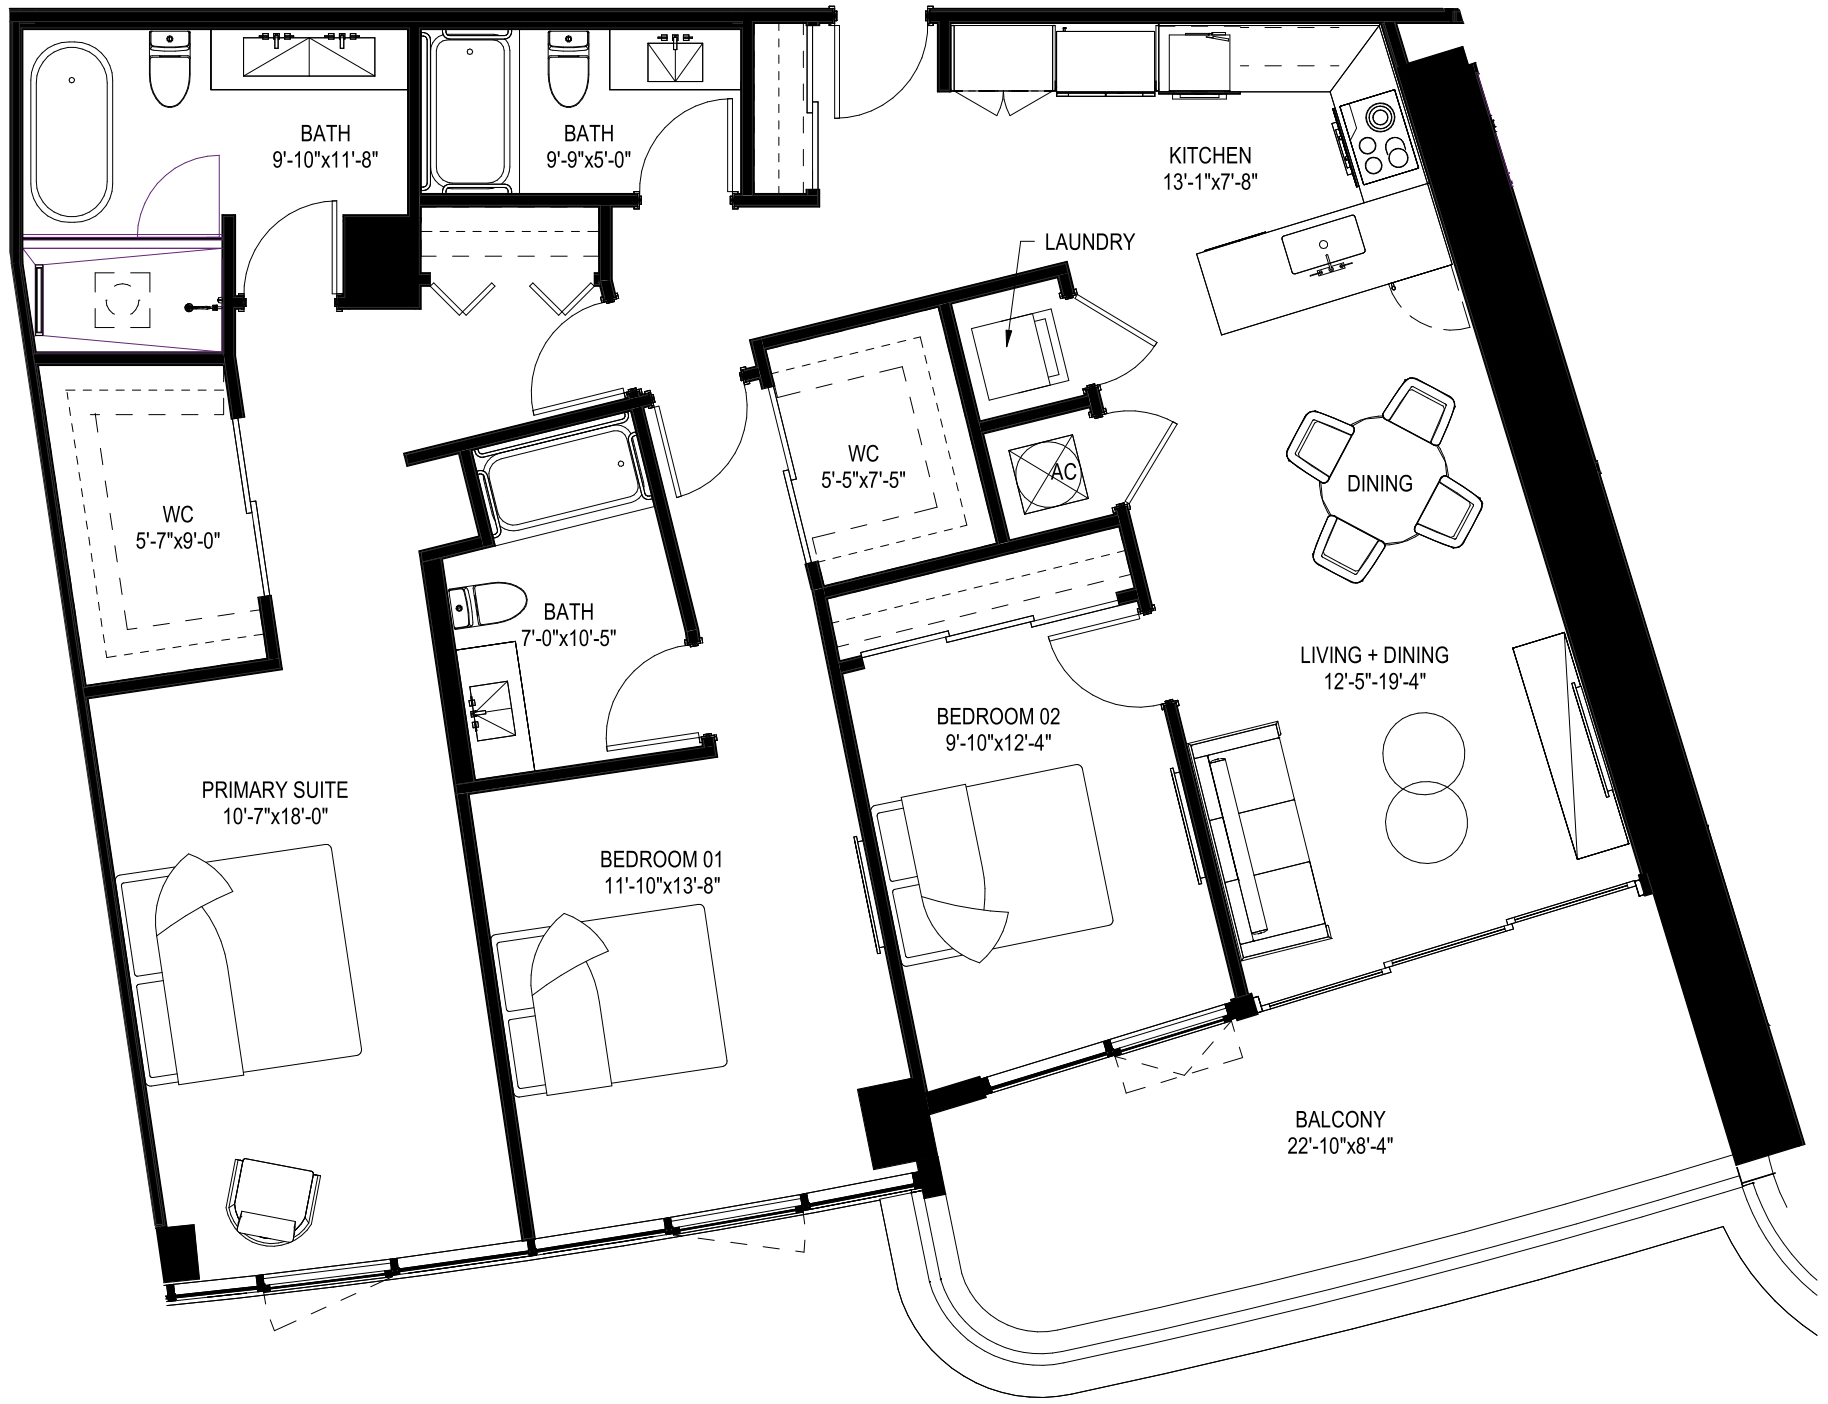 BATH
9'-10"x11'-8"
BATH
9'-9"x5'-0"
KITCHEN
13'-1"x7'-8"
LAUNDRY
WC
5'-5"x7'-5"
AC
DINING
WC
5'-7"x9'-0"
BATH
7'-0"x10'-5"
LIVING + DINING
12'-5"-19'-4"
BEDROOM 02
9'-10"x12'-4"
PRIMARY SUITE
10'-7"x18'-0"
BEDROOM 01
11'-10"x13'-8"
BALCONY
22'-10"x8'-4"